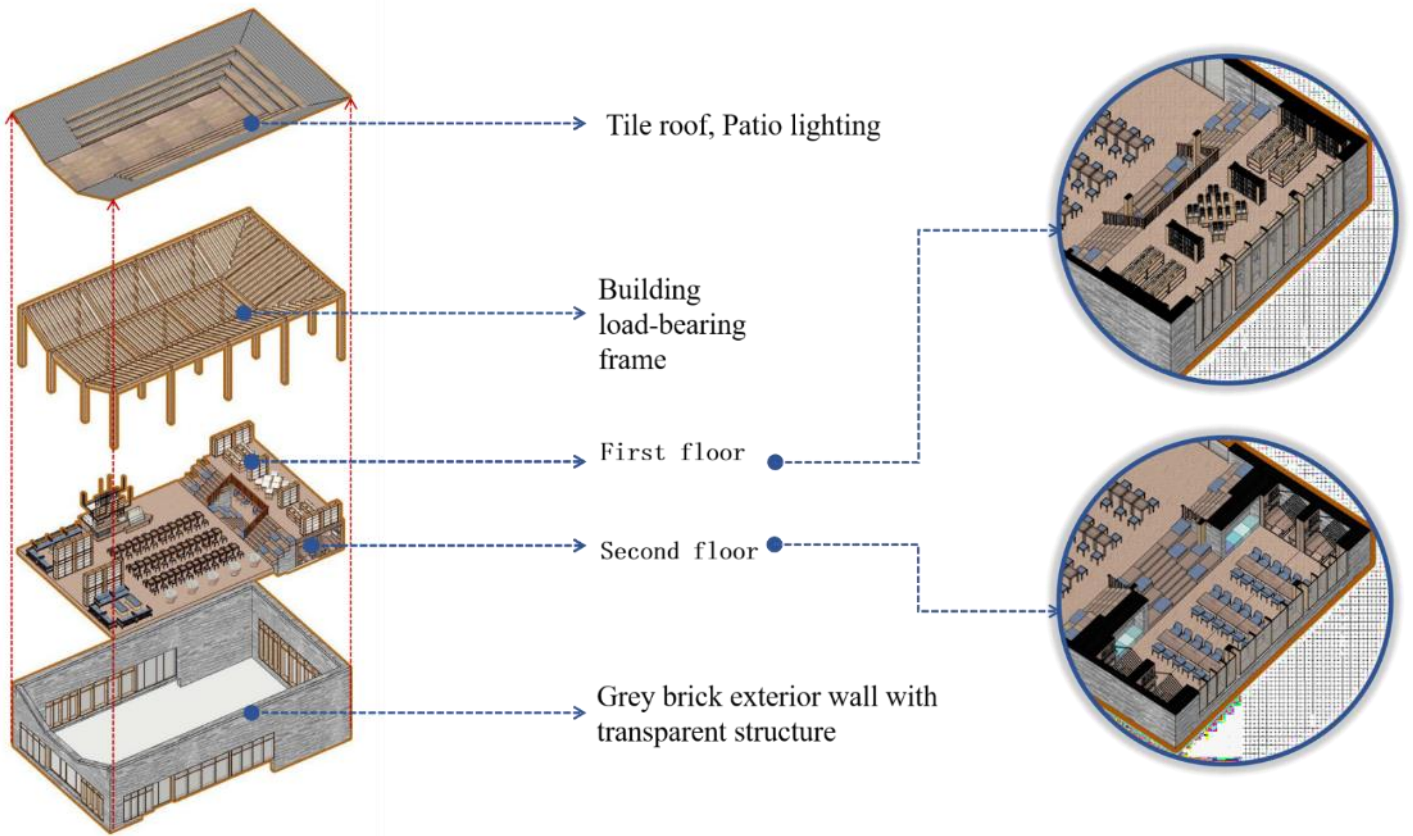 Tile roof, Patio lighting
Building
load-bearing
frame
First floor
Second floor
Grey brick exterior wall with
transparent structure